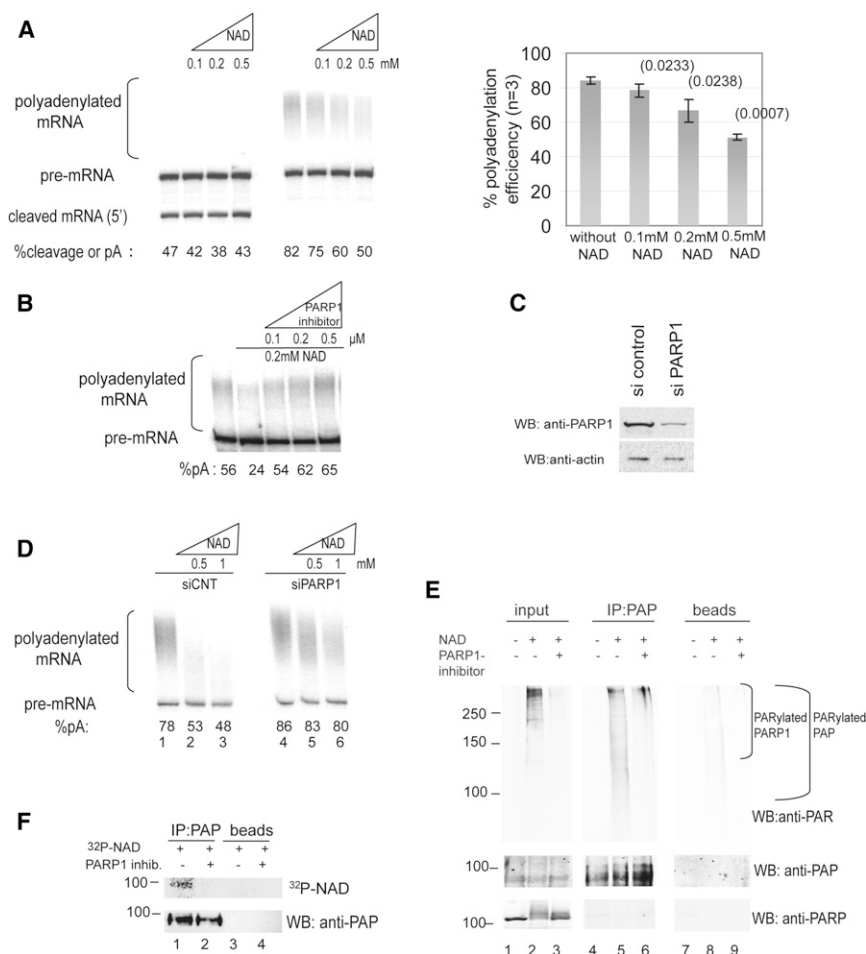 A
NAD
NAD
0.1 0.2 0.5
0.1 0.2 0.5 mM
polyadenylated
mRNA
pre-mRNA
cleaved mRNA (5')
%cleavage or pA : 47 42 38 43 82 75 60 50
% polyadenylation
efficicency (n=3)
100
80
60
40
20
0
(0.0233)
(0.0238)
(0.0007)
without
NAD
0.1mM
NAD
0.2mM
NAD
0.5mM
NAD
B
PARP1
inhibitor
0.1 0.2 0.5 μM
0.2mM NAD
polyadenylated
mRNA
pre-mRNA
%pA : 56 24 54 62 65
C
si control
si PARP1
WB: anti-PARP1
WB:anti-actin
D
NAD
NAD
0.5 1
0.5 1 mM
siCNT
siPARP1
polyadenylated
mRNA
pre-mRNA
%pA: 78 53 48 86 83 80
1 2 3 4 5 6
E
input IP:PAP beads
NAD - + + - + + - + +
PARP1-
inhibitor
- - + - - + - - +
250
150
100
PARylated
PARP1
PARylated
PAP
WB:anti-PAR
100
WB: anti-PAP
100
WB: anti-PARP
1 2 3 4 5 6 7 8 9
F
IP:PAP beads
32P-NAD + + + +
PARP1 inhib. - + - +
100
32P-NAD
100
WB: anti-PAP
1 2 3 4